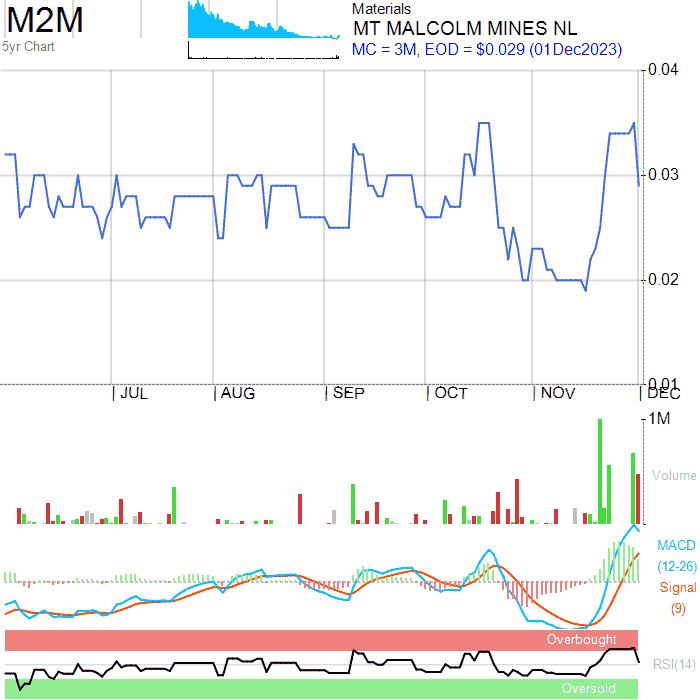 M2M
5yr Chart
Materials
MT MALCOLM MINES NL
MC = 3M, EOD = $0.029 (01Dec2023)
0.04
0.03
0.02
0.01
JUL
AUG
SEP
OCT
NOV
DEC
1M
Volume
MACD
(12-26)
Signal
(9)
Overbought
RSI(14)
Oversold